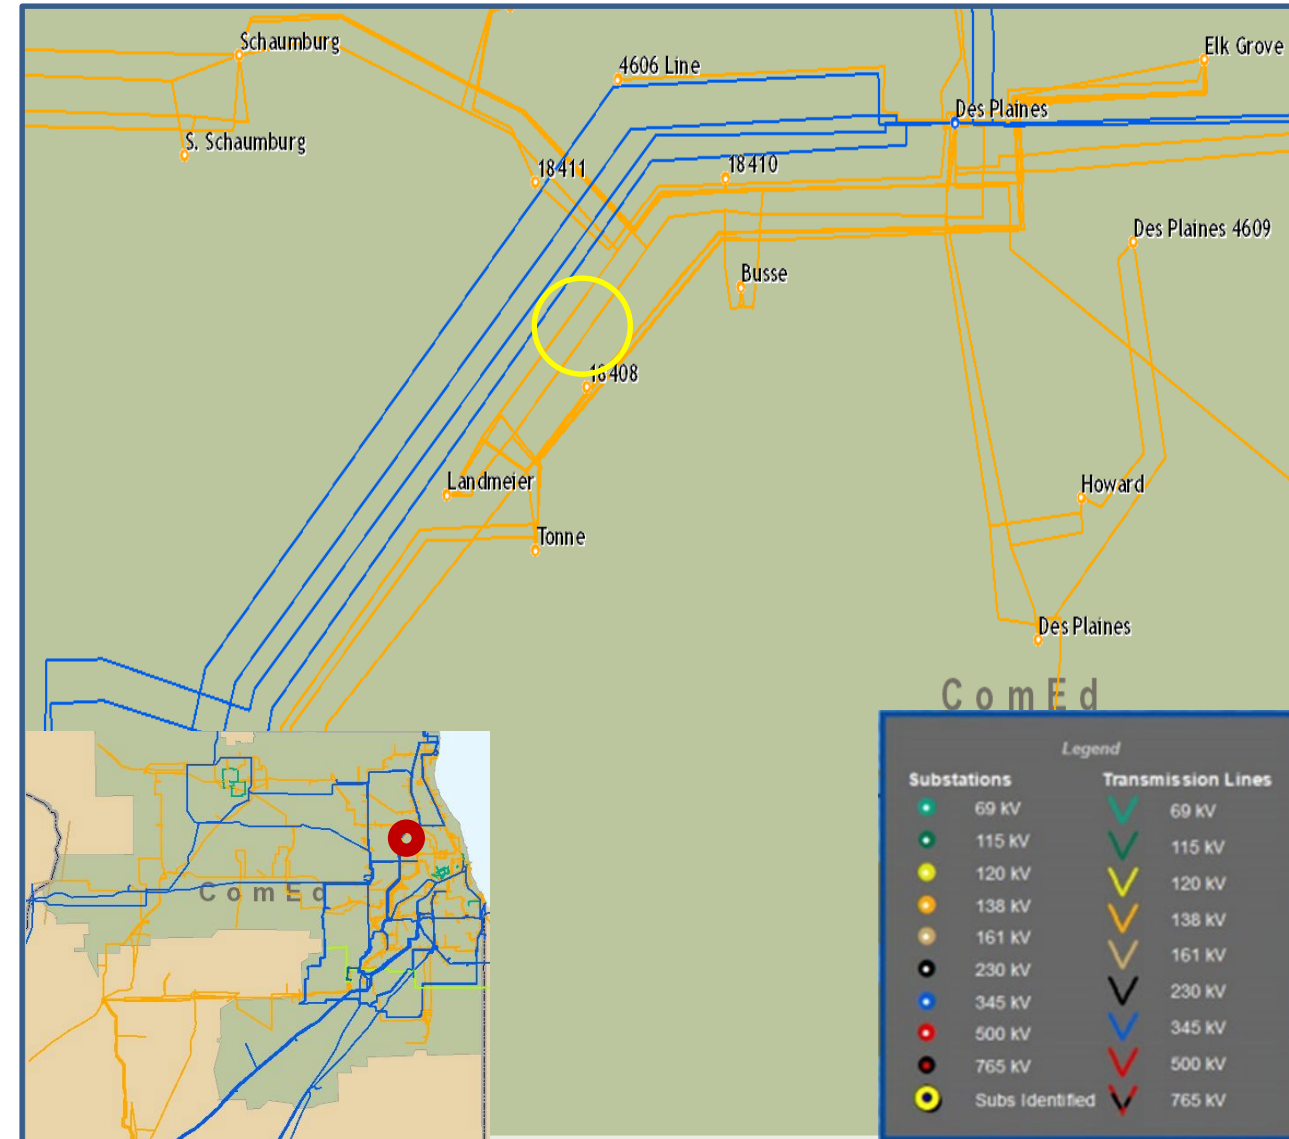 Schaumburg
4606 Line
Elk Grove
Des Plaines
S. Schaumburg
18411
18410
Des Plaines 4609
Busse
18408
Landmeier
Howard
Tonne
Des Plaines
ComEd
ComEd
Legend
Substations Transmission Lines
69 kV 69 kV
115 kV 115 kV
120 kV 120 kV
138 kV 138 kV
161 kV 161 kV
230 kV 230 kV
345 kV 345 kV
500 kV 500 kV
765 kV 765 kV
Subs Identified